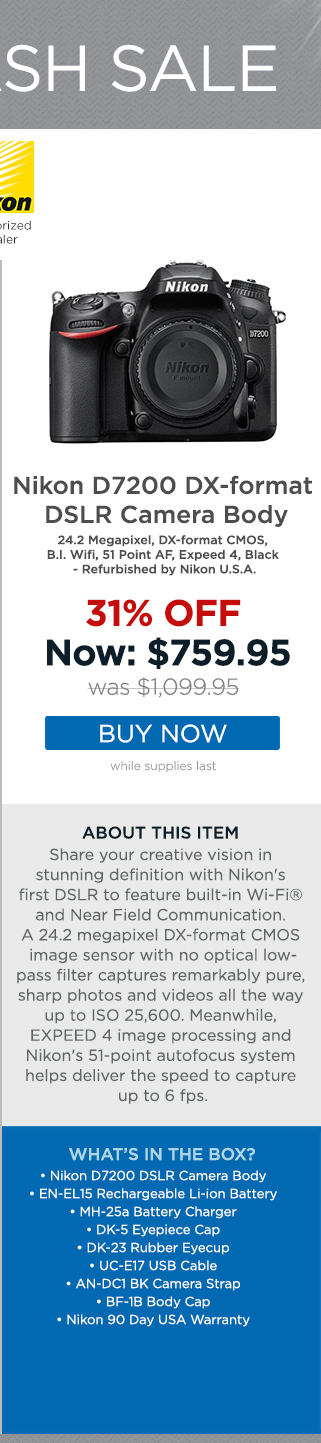 SH SALE
kon
orized
aler
Nikon
D7200
Nikon
F mount
Nikon D7200 DX-format
DSLR Camera Body
24.2 Megapixel, DX-format CMOS,
B.I. Wifi, 51 Point AF, Expeed 4, Black
- Refurbished by Nikon U.S.A.
31% OFF
Now: $759.95
was $1,099.95
BUY NOW
while supplies last
ABOUT THIS ITEM
Share your creative vision in
stunning definition with Nikon's
first DSLR to feature built-in Wi-Fi®
and Near Field Communication.
A 24.2 megapixel DX-format CMOS
image sensor with no optical low-
pass filter captures remarkably pure,
sharp photos and videos all the way
up to ISO 25,600. Meanwhile,
EXPEED 4 image processing and
Nikon's 51-point autofocus system
helps deliver the speed to capture
up to 6 fps.
WHAT'S IN THE BOX?
• Nikon D7200 DSLR Camera Body
• EN-EL15 Rechargeable Li-ion Battery
• MH-25a Battery Charger
• DK-5 Eyepiece Cap
• DK-23 Rubber Eyecup
• UC-E17 USB Cable
• AN-DC1 BK Camera Strap
• BF-1B Body Cap
• Nikon 90 Day USA Warranty